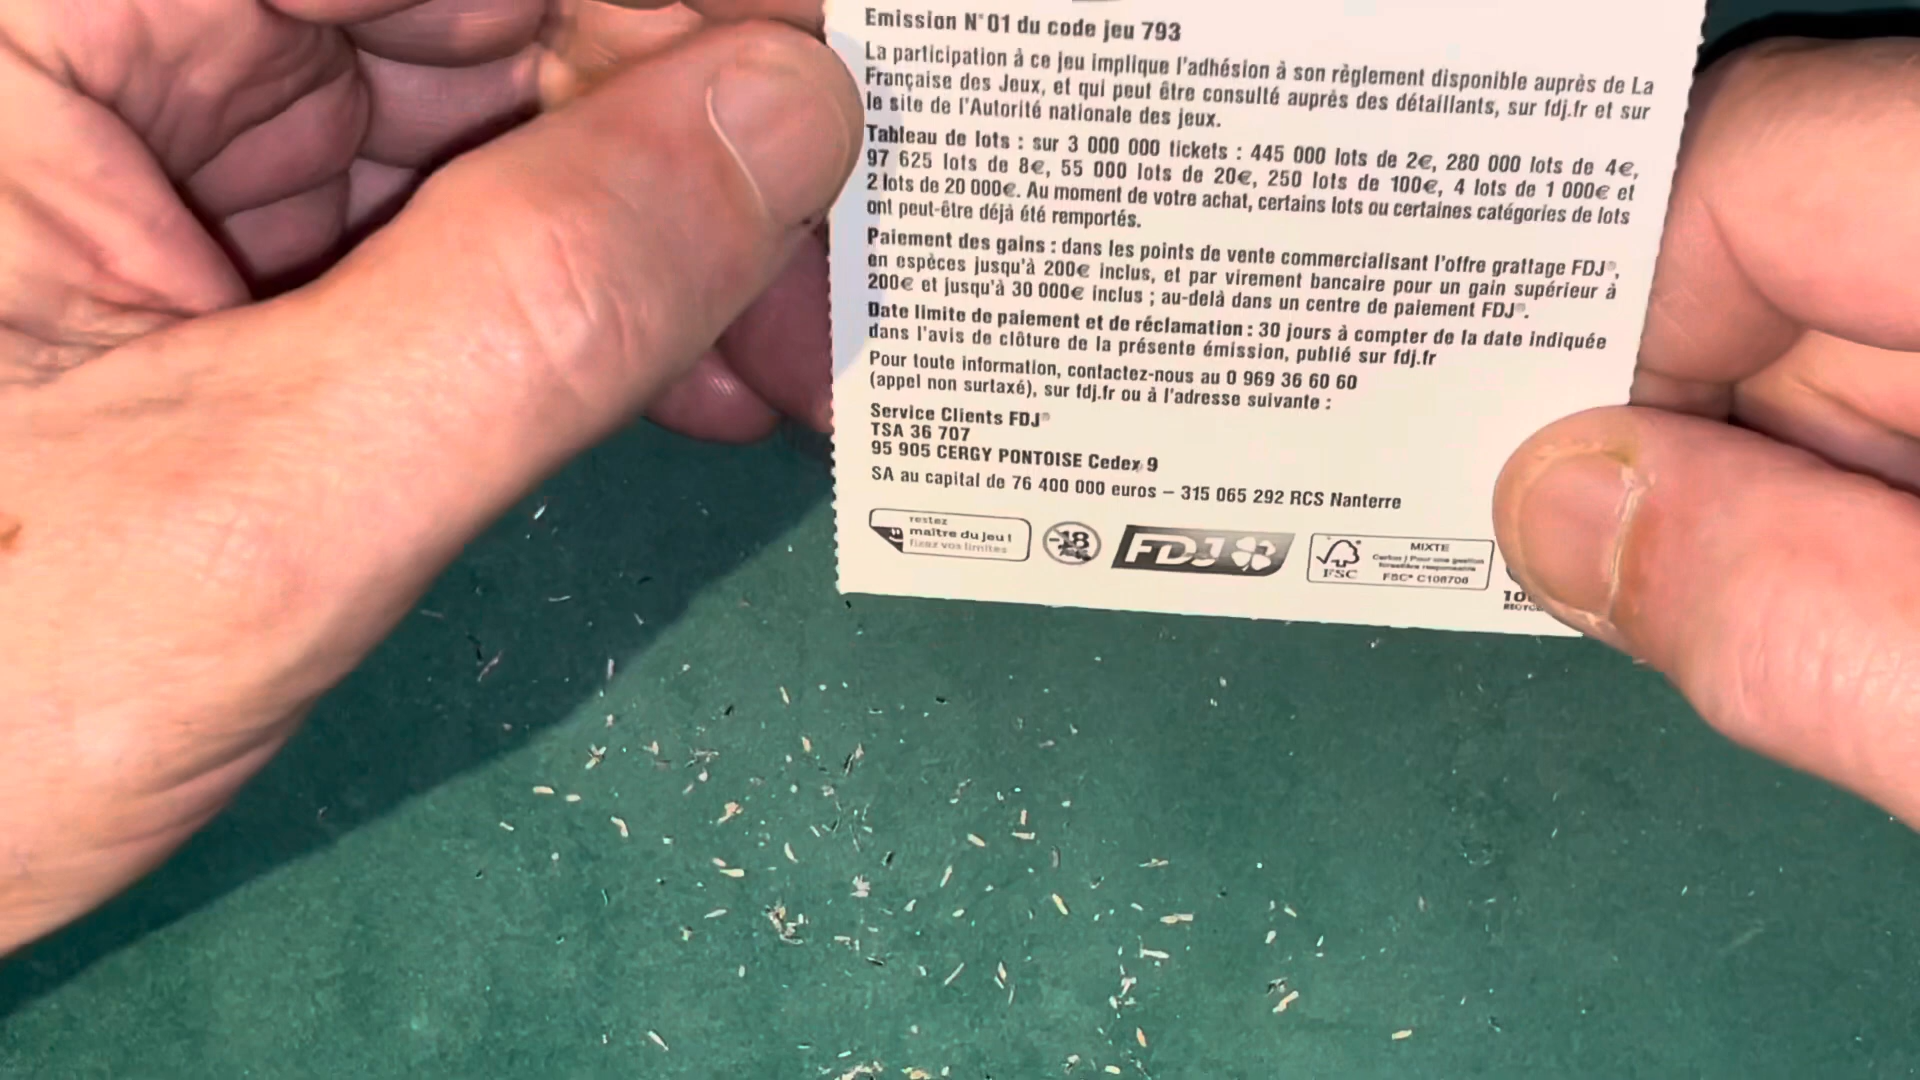 Emission N°01 du code jeu 793
La participation à ce jeu implique l'adhésion à son règlement disponible auprès de La
Française des Jeux, et qui peut être consulté auprès des détaillants, sur fdj.fr et sur
le site de l'Autorité nationale des jeux.
Tableau de lots : sur 3 000 000 tickets : 445 000 lots de 2€, 280 000 lots de 4€,
97 625 lots de 8€, 55 000 lots de 20€, 250 lots de 100€, 4 lots de 1 000€ et
2 lots de 20 000€. Au moment de votre achat, certains lots ou certaines catégories de lots
ont peut-être déjà été remportés.
Paiement des gains : dans les points de vente commercialisant l'offre grattage FDJ®,
en espèces jusqu'à 200€ inclus, et par virement bancaire pour un gain supérieur à
200€ et jusqu'à 30 000€ inclus ; au-delà dans un centre de paiement FDJ®.
Date limite de paiement et de réclamation : 30 jours à compter de la date indiquée
dans l'avis de clôture de la présente émission, publié sur fdj.fr
Pour toute information, contactez-nous au 0 969 36 60 60
(appel non surtaxé), sur fdj.fr ou à l'adresse suivante :
Service Clients FDJ®
TSA 36 707
95 905 CERGY PONTOISE Cedex 9
SA au capital de 76 400 000 euros – 315 065 292 RCS Nanterre
restez
maître du jeu !
fixez vos limites
-18
FDJ
FSC
MIXTE
Carton | Pour une gestion
forestière responsable
FSC® C108700